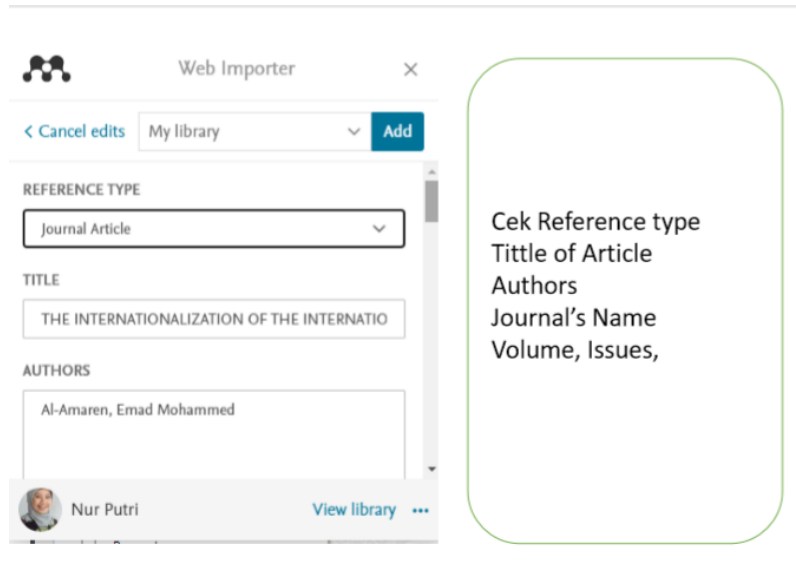 Web Importer
Cancel edits
My library
Add
REFERENCE TYPE
Journal Article
TITLE
THE INTERNATIONALIZATION OF THE INTERNATIO
AUTHORS
Al-Amaren, Emad Mohammed
Nur Putri
View library
Cek Reference type
Tittle of Article
Authors
Journal’s Name
Volume, Issues,